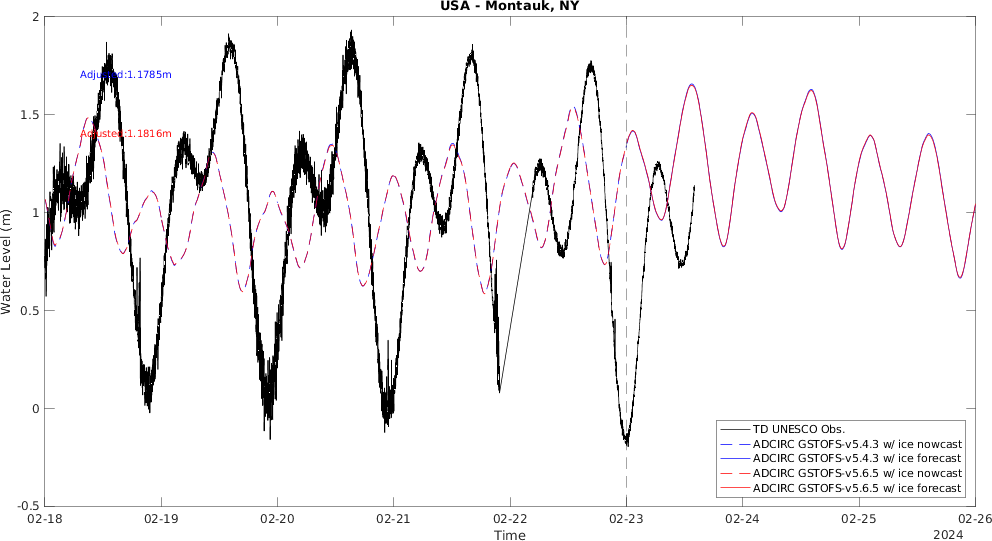 USA - Montauk, NY
2
1.5
1
0.5
0
-0.5
Water Level (m)
Adjusted:1.1785m
Adjusted:1.1816m
TD UNESCO Obs.
ADCIRC GSTOFS-v5.4.3 w/ ice nowcast
ADCIRC GSTOFS-v5.4.3 w/ ice forecast
ADCIRC GSTOFS-v5.6.5 w/ ice nowcast
ADCIRC GSTOFS-v5.6.5 w/ ice forecast
02-18 02-19 02-20 02-21 02-22 02-23 02-24 02-25 02-26
Time
2024